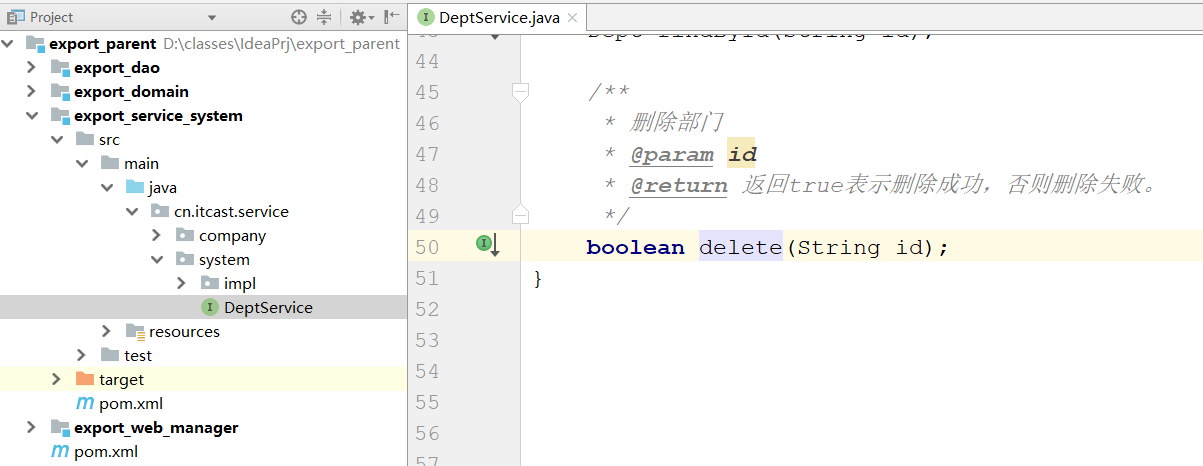 Project
export_parent D:\classes\IdeaPrj\export_parent
export_dao
export_domain
export_service_system
src
main
java
cn.itcast.service
company
system
impl
DeptService
resources
test
target
pom.xml
export_web_manager
pom.xml
DeptService.java
44
45 /**
46 * 删除部门
47 * @param id
48 * @return 返回true表示删除成功，否则删除失败。
49 */
50 boolean delete(String id);
51 }
52
53
54
55
56
57